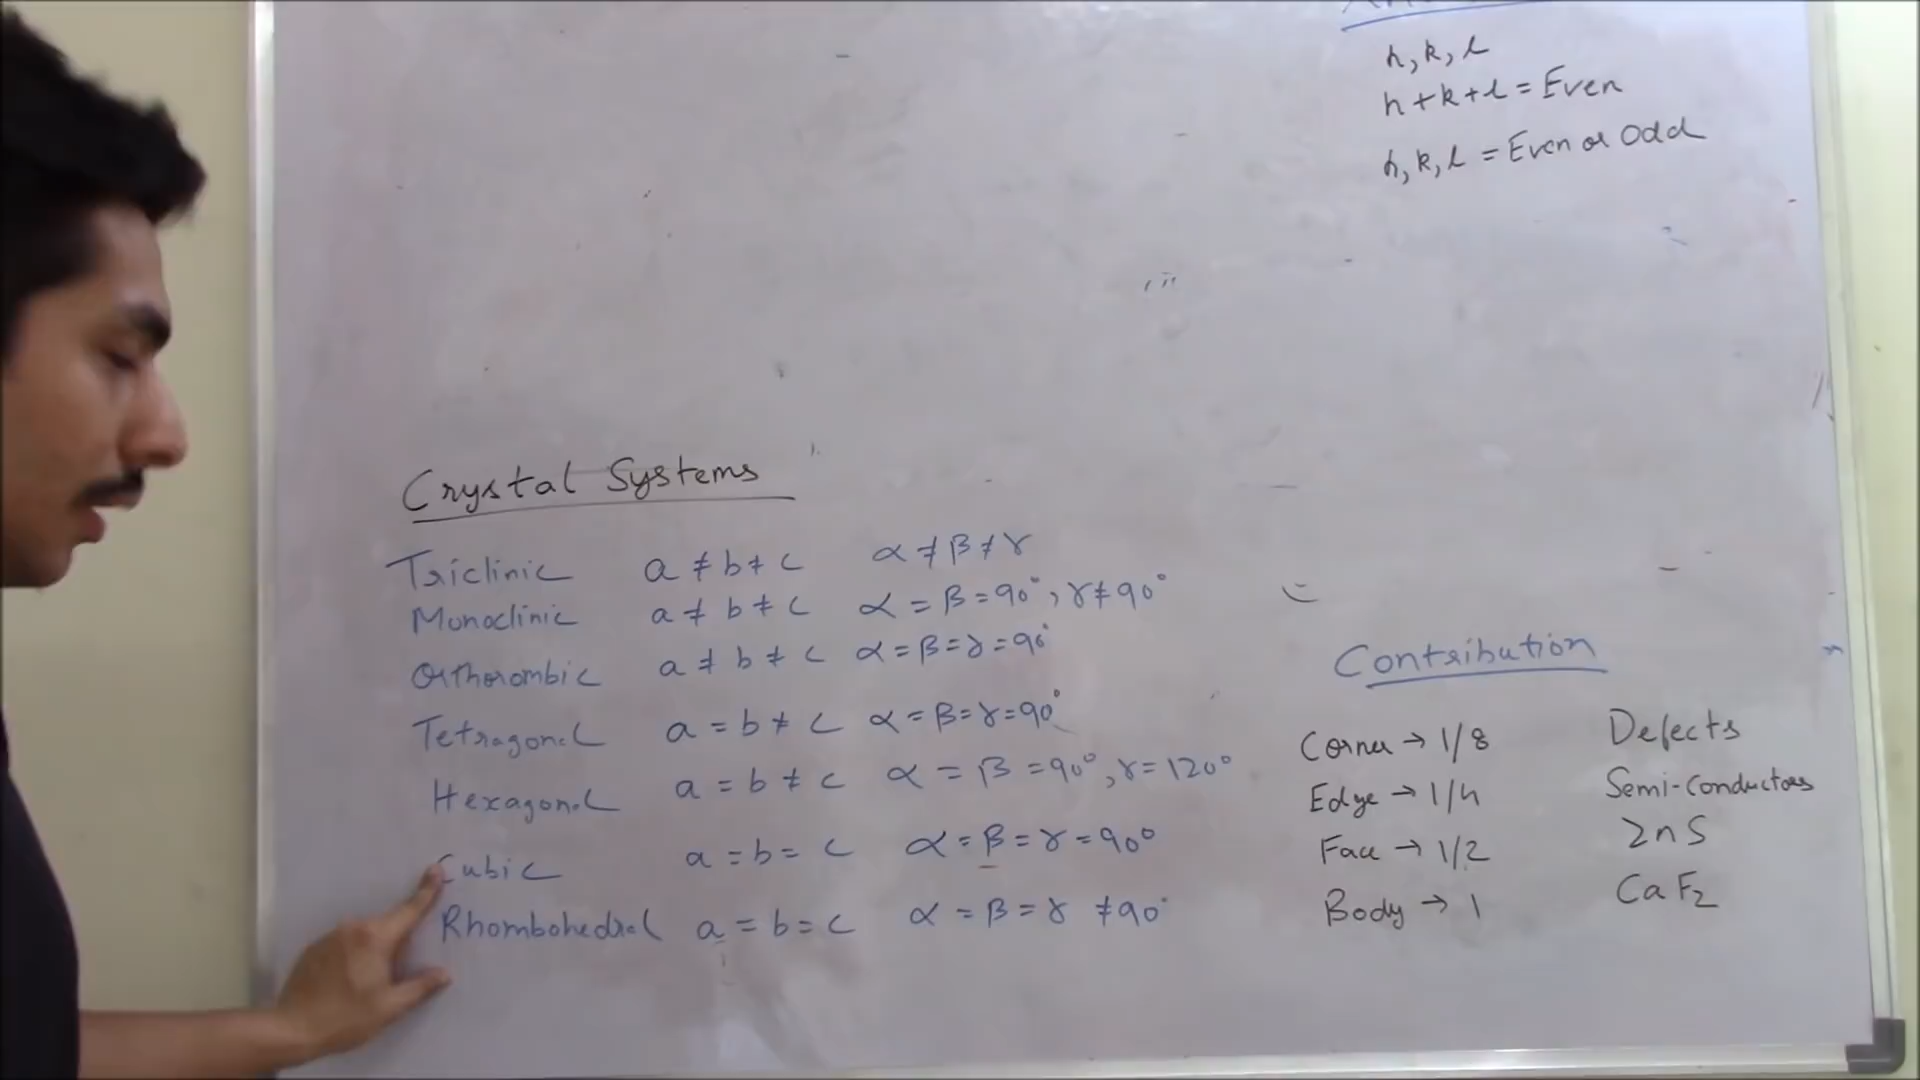 h, k, l
h + k + l = Even
h, k, l = Even or Odd
Crystal Systems
Triclinic a ≠ b ≠ c α ≠ β ≠ γ
Monoclinic a ≠ b ≠ c α = β = 90°, γ ≠ 90°
Orthorombic a ≠ b ≠ c α = β = γ = 90°
Tetragonal a = b ≠ c α = β = γ = 90°
Hexagonal a = b ≠ c α = β = 90°, γ = 120°
Cubic a = b = c α = β = γ = 90°
Rhombohedral a = b = c α = β = γ ≠ 90°
Contribution
Corner → 1/8
Edge → 1/4
Face → 1/2
Body → 1
Defects
Semi-conductors
ZnS
CaF₂